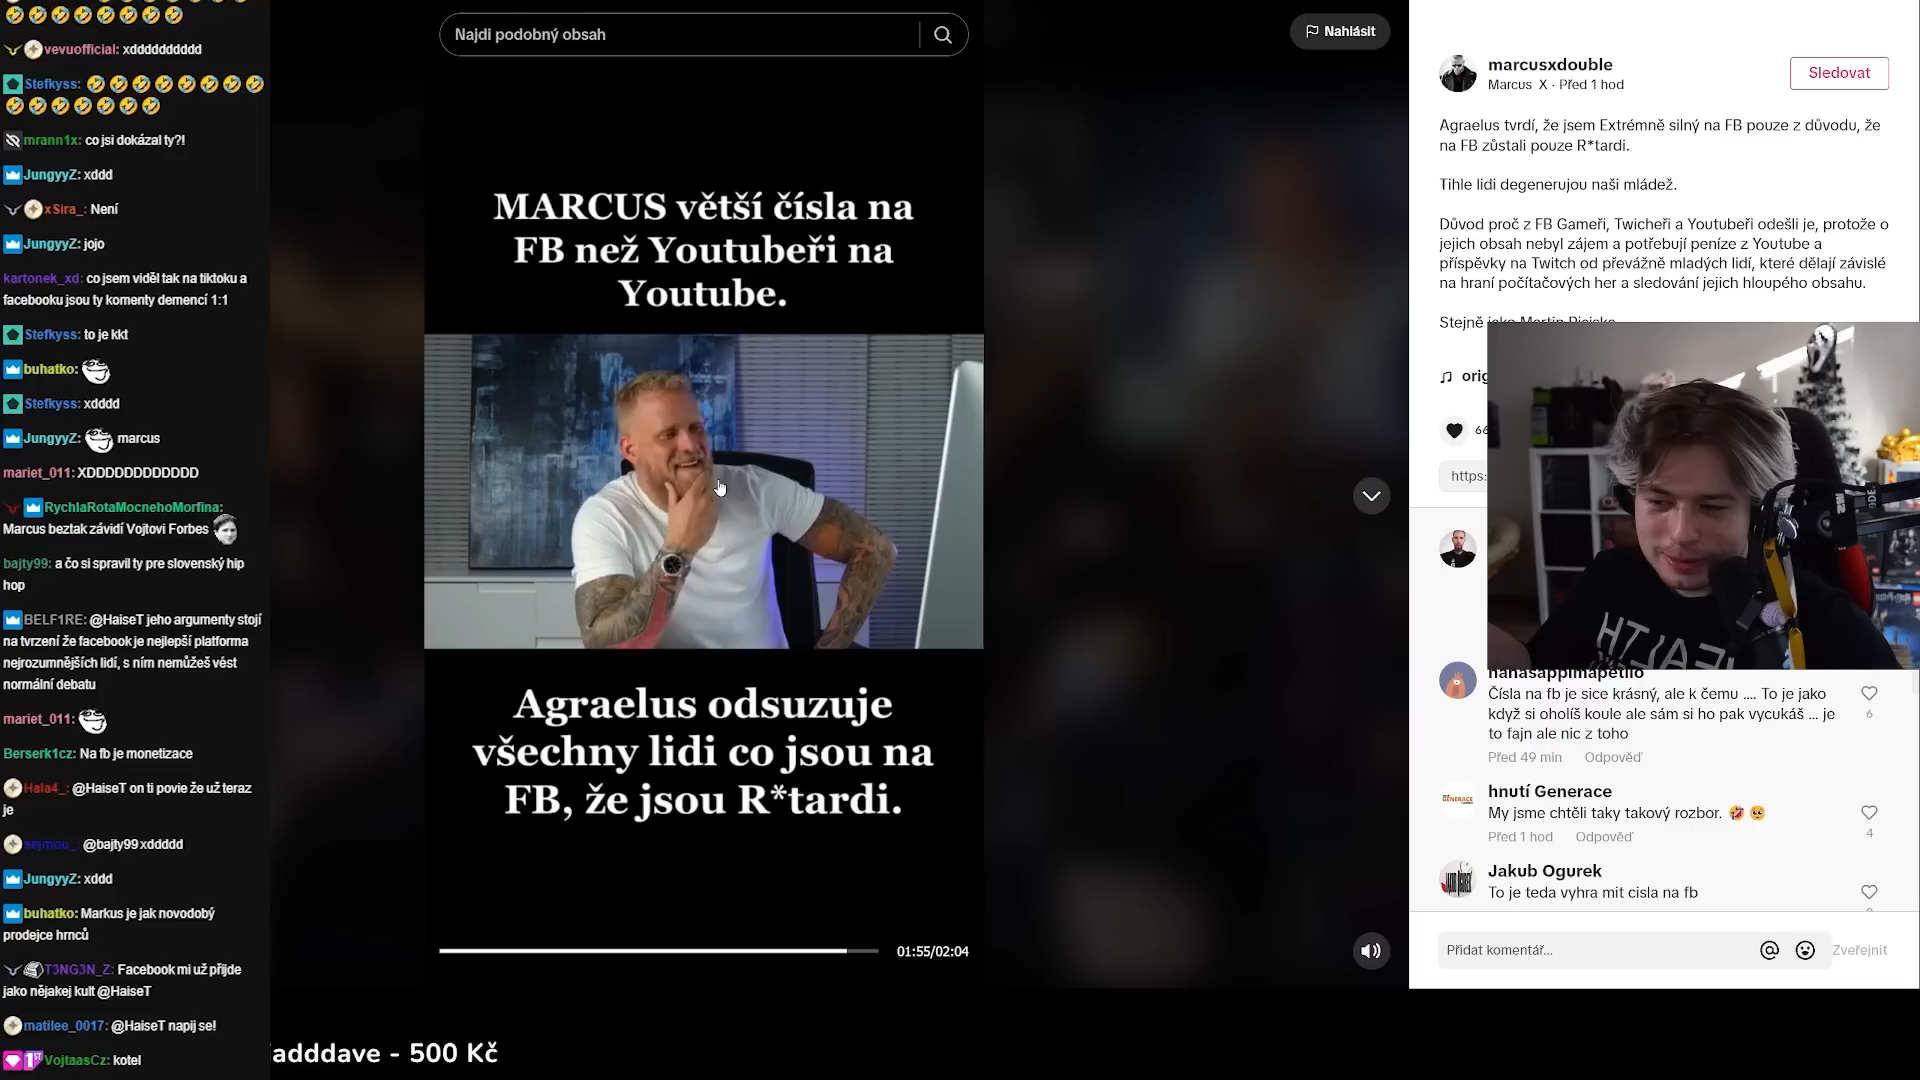 vevuofficial: xdddddddddd
Stefkyss:
mrann1x: co jsi dokázal ty?!
JungyyZ: xddd
xSira_: Není
JungyyZ: jojo
kartonek_xd: co jsem viděl tak na tiktoku a
facebooku jsou ty komenty demencí 1:1
Stefkyss: to je kkt
buhatko:
Stefkyss: xdddd
JungyyZ: marcus
mariet_011: XDDDDDDDDDDDD
RychlaRotaMocnehoMorfina:
Marcus beztak závidí Vojtovi Forbes
bajty99: a čo si spravil ty pre slovenský hip
hop
BELF1RE: @HaiseT jeho argumenty stojí
na tvrzení že facebook je nejlepší platforma
nejrozumnějších lidí, s ním nemůžeš vést
normální debatu
mariet_011:
Berserk1cz: Na fb je monetizace
Hala4_: @HaiseT on ti povie že už teraz
je
@bajty99 xddddd
JungyyZ: xddd
buhatko: Markus je jak novodobý
prodejce hrnců
T3NG3N_Z: Facebook mi už přijde
jako nějakej kult @HaiseT
matilee_0017: @HaiseT napij se!
VojtaasCz: kotel
Najdi podobný obsah
Nahlásit
MARCUS větší čísla na
FB než Youtubeři na
Youtube.
Agraelus odsuzuje
všechny lidi co jsou na
FB, že jsou R*tardi.
01:55/02:04
adddave - 500 Kč
marcusxdouble
Marcus X · Před 1 hod
Sledovat
Agraelus tvrdí, že jsem Extrémně silný na FB pouze z důvodu, že
na FB zůstali pouze R*tardi.
Tihle lidi degenerujou naši mládež.
Důvod proč z FB Gameři, Twicheři a Youtubeři odešli je, protože o
jejich obsah nebyl zájem a potřebují peníze z Youtube a
příspěvky na Twitch od převážně mladých lidí, které dělají závislé
na hraní počítačových her a sledování jejich hloupého obsahu.
Stejně jako Martin
orig
66
https:
Čísla na fb je sice krásný, ale k čemu .... To je jako
když si oholíš koule ale sám si ho pak vycukáš ... je
to fajn ale nic z toho
6
Před 49 min Odpověď
hnutí Generace
My jsme chtěli taky takový rozbor.
4
Před 1 hod Odpověď
Jakub Ogurek
To je teda vyhra mit cisla na fb
Přidat komentář...
Zveřejnit